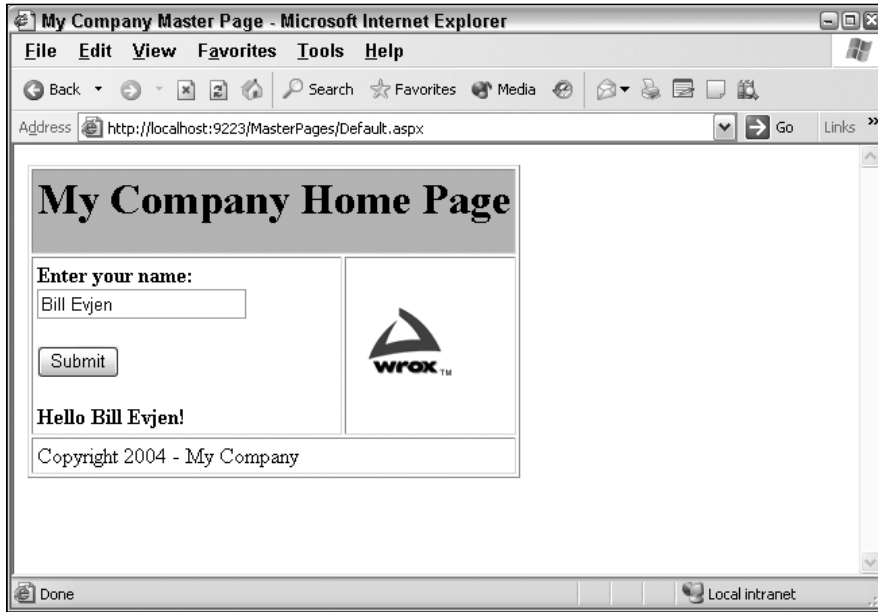 My Company Master Page - Microsoft Internet Explorer
File Edit View Favorites Tools Help
Back Search Favorites Media
Address http://localhost:9223/MasterPages/Default.aspx Go Links »
My Company Home Page
Enter your name:
Bill Evjen
Submit
Hello Bill Evjen!
wrox TM
Copyright 2004 - My Company
Done Local intranet